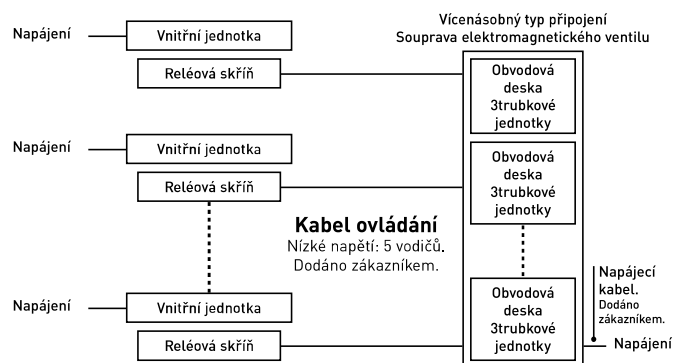 Vícenásobný typ připojení
Souprava elektromagnetického ventilu
Napájení
Vnitřní jednotka
Reléová skříň
Obvodová
deska
3trubkové
jednotky
Napájení
Vnitřní jednotka
Reléová skříň
Obvodová
deska
3trubkové
jednotky
Kabel ovládání
Nízké napětí: 5 vodičů.
Dodáno zákazníkem.
Napájení
Vnitřní jednotka
Reléová skříň
Obvodová
deska
3trubkové
jednotky
Napájecí
kabel.
Dodáno
zákazníkem.
Napájení